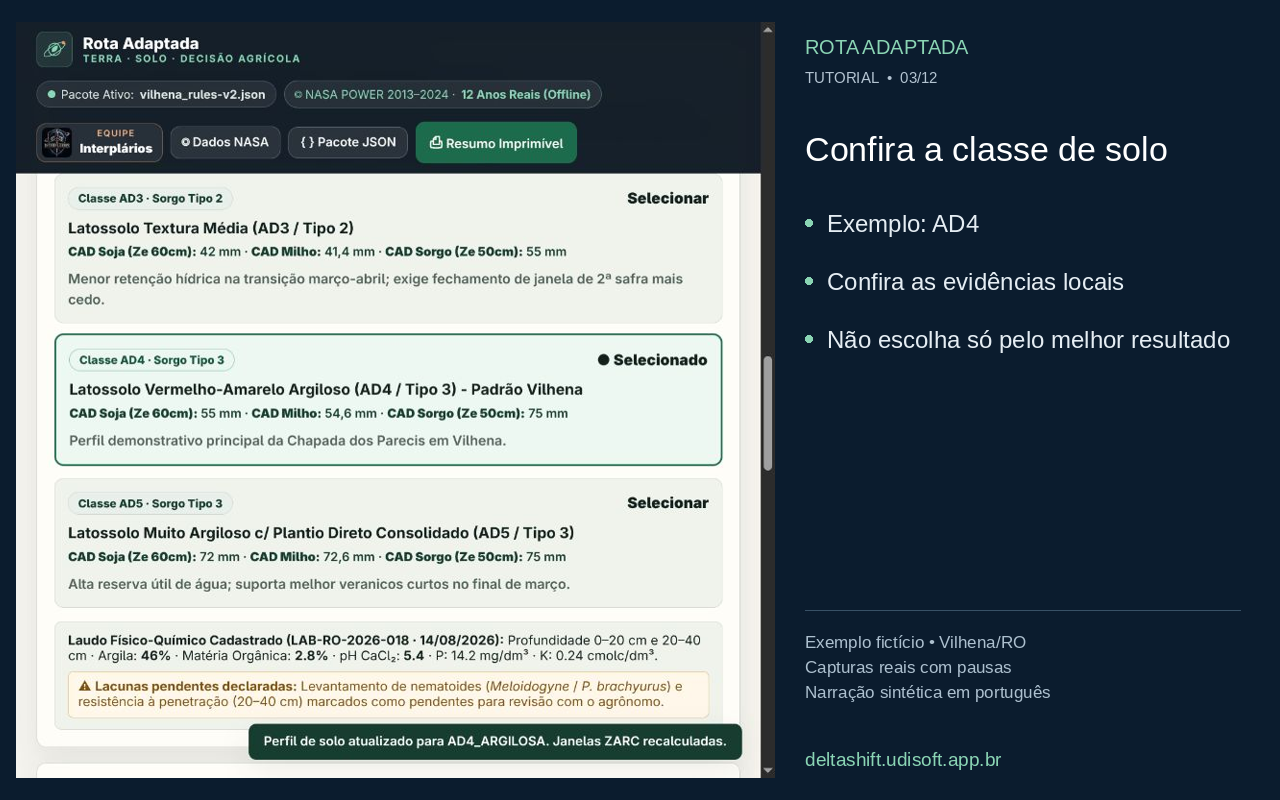 Rota Adaptada
TERRA · SOLO · DECISÃO AGRÍCOLA
Pacote Ativo: vilhena_rules-v2.json
NASA POWER 2013–2024 · 12 Anos Reais (Offline)
EQUIPE
Interplários
Dados NASA
{ } Pacote JSON
Resumo Imprimível
Classe AD3 · Sorgo Tipo 2
Selecionar
Latossolo Textura Média (AD3 / Tipo 2)
CAD Soja (Ze 60cm): 42 mm · CAD Milho: 41,4 mm · CAD Sorgo (Ze 50cm): 55 mm
Menor retenção hídrica na transição março-abril; exige fechamento de janela de 2ª safra mais
cedo.
Classe AD4 · Sorgo Tipo 3
● Selecionado
Latossolo Vermelho-Amarelo Argiloso (AD4 / Tipo 3) - Padrão Vilhena
CAD Soja (Ze 60cm): 55 mm · CAD Milho: 54,6 mm · CAD Sorgo (Ze 50cm): 75 mm
Perfil demonstrativo principal da Chapada dos Parecis em Vilhena.
Classe AD5 · Sorgo Tipo 3
Selecionar
Latossolo Muito Argiloso c/ Plantio Direto Consolidado (AD5 / Tipo 3)
CAD Soja (Ze 60cm): 72 mm · CAD Milho: 72,6 mm · CAD Sorgo (Ze 50cm): 75 mm
Alta reserva útil de água; suporta melhor veranicos curtos no final de março.
Laudo Físico-Químico Cadastrado (LAB-RO-2026-018 · 14/08/2026): Profundidade 0–20 cm e 20–40
cm · Argila: 46% · Matéria Orgânica: 2.8% · pH CaCl₂: 5.4 · P: 14.2 mg/dm³ · K: 0.24 cmolc/dm³.
⚠ Lacunas pendentes declaradas: Levantamento de nematoides (Meloidogyne / P. brachyurus) e
resistência à penetração (20–40 cm) marcados como pendentes para revisão com o agrônomo.
Perfil de solo atualizado para AD4_ARGILOSA. Janelas ZARC recalculadas.
ROTA ADAPTADA
TUTORIAL • 03/12
Confira a classe de solo
• Exemplo: AD4
• Confira as evidências locais
• Não escolha só pelo melhor resultado
Exemplo fictício • Vilhena/RO
Capturas reais com pausas
Narração sintética em português
deltashift.udisoft.app.br